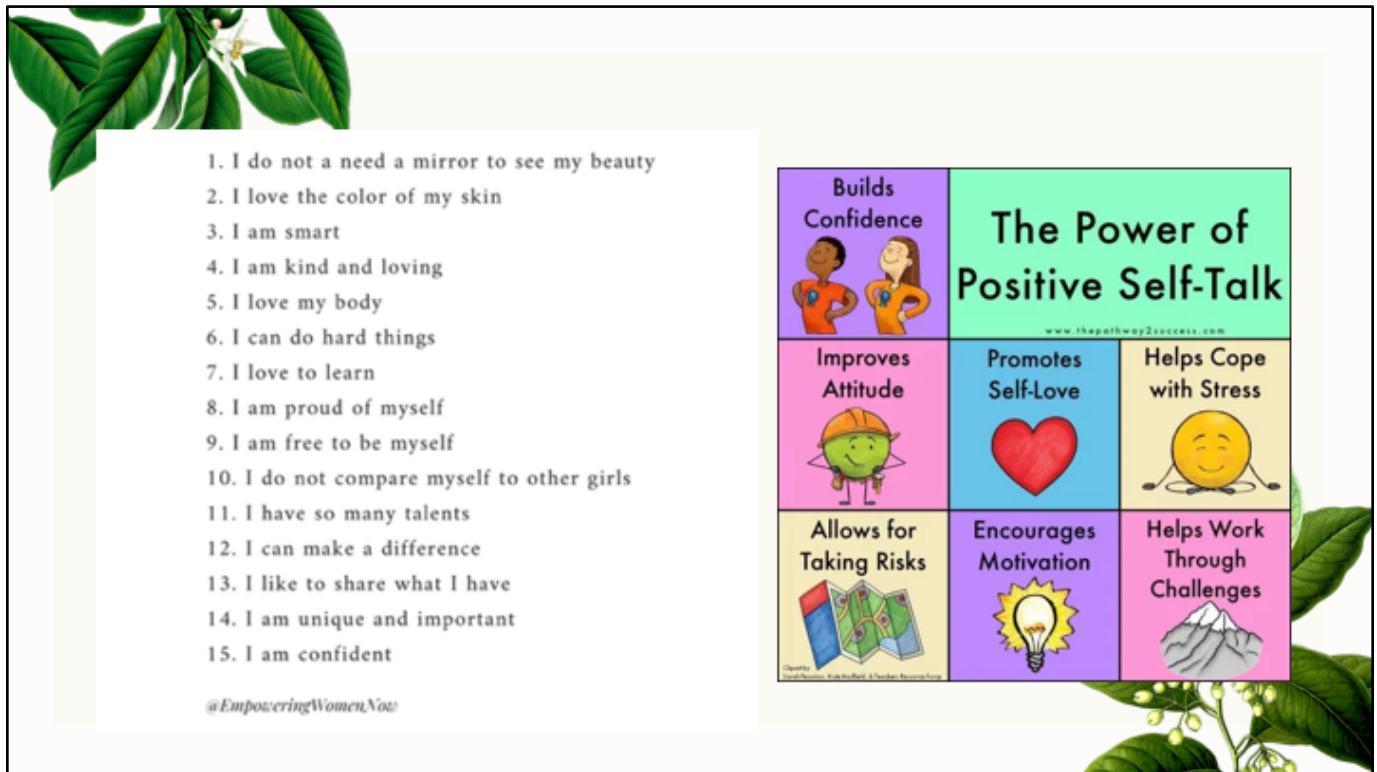 1. I do not a need a mirror to see my beauty
2. I love the color of my skin
3. I am smart
4. I am kind and loving
5. I love my body
6. I can do hard things
7. I love to learn
8. I am proud of myself
9. I am free to be myself
10. I do not compare myself to other girls
11. I have so many talents
12. I can make a difference
13. I like to share what I have
14. I am unique and important
15. I am confident
@EmpoweringWomenNow
Builds
Confidence
The Power of
Positive Self-Talk
www.thepathway2success.com
Improves
Attitude
Promotes
Self-Love
Helps Cope
with Stress
Allows for
Taking Risks
Encourages
Motivation
Helps Work
Through
Challenges
Clipart by